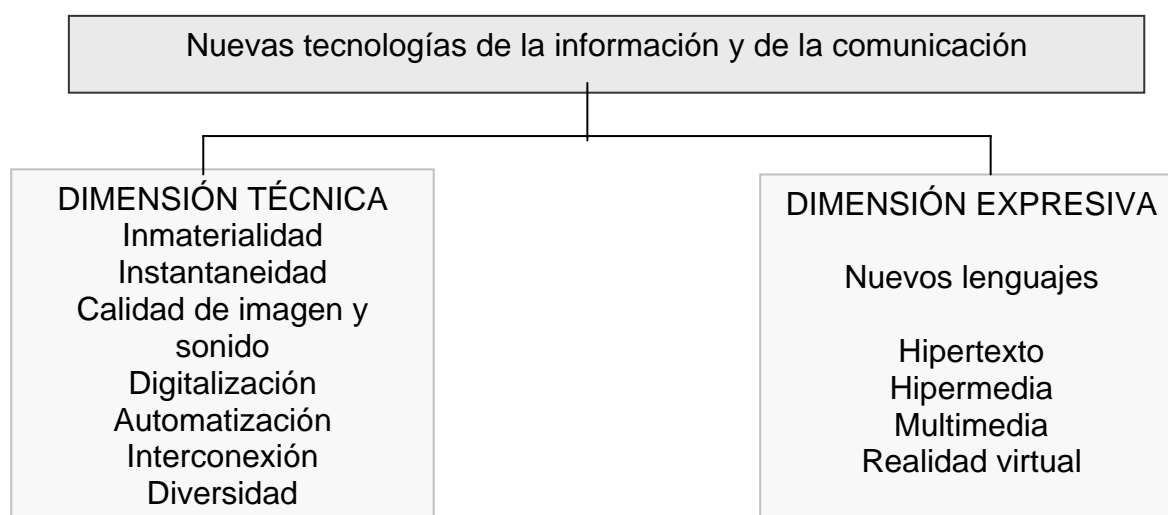 Nuevas tecnologías de la información y de la comunicación
DIMENSIÓN TÉCNICA
Inmaterialidad
Instantaneidad
Calidad de imagen y
sonido
Digitalización
Automatización
Interconexión
Diversidad
DIMENSIÓN EXPRESIVA
Nuevos lenguajes
Hipertexto
Hipermedia
Multimedia
Realidad virtual